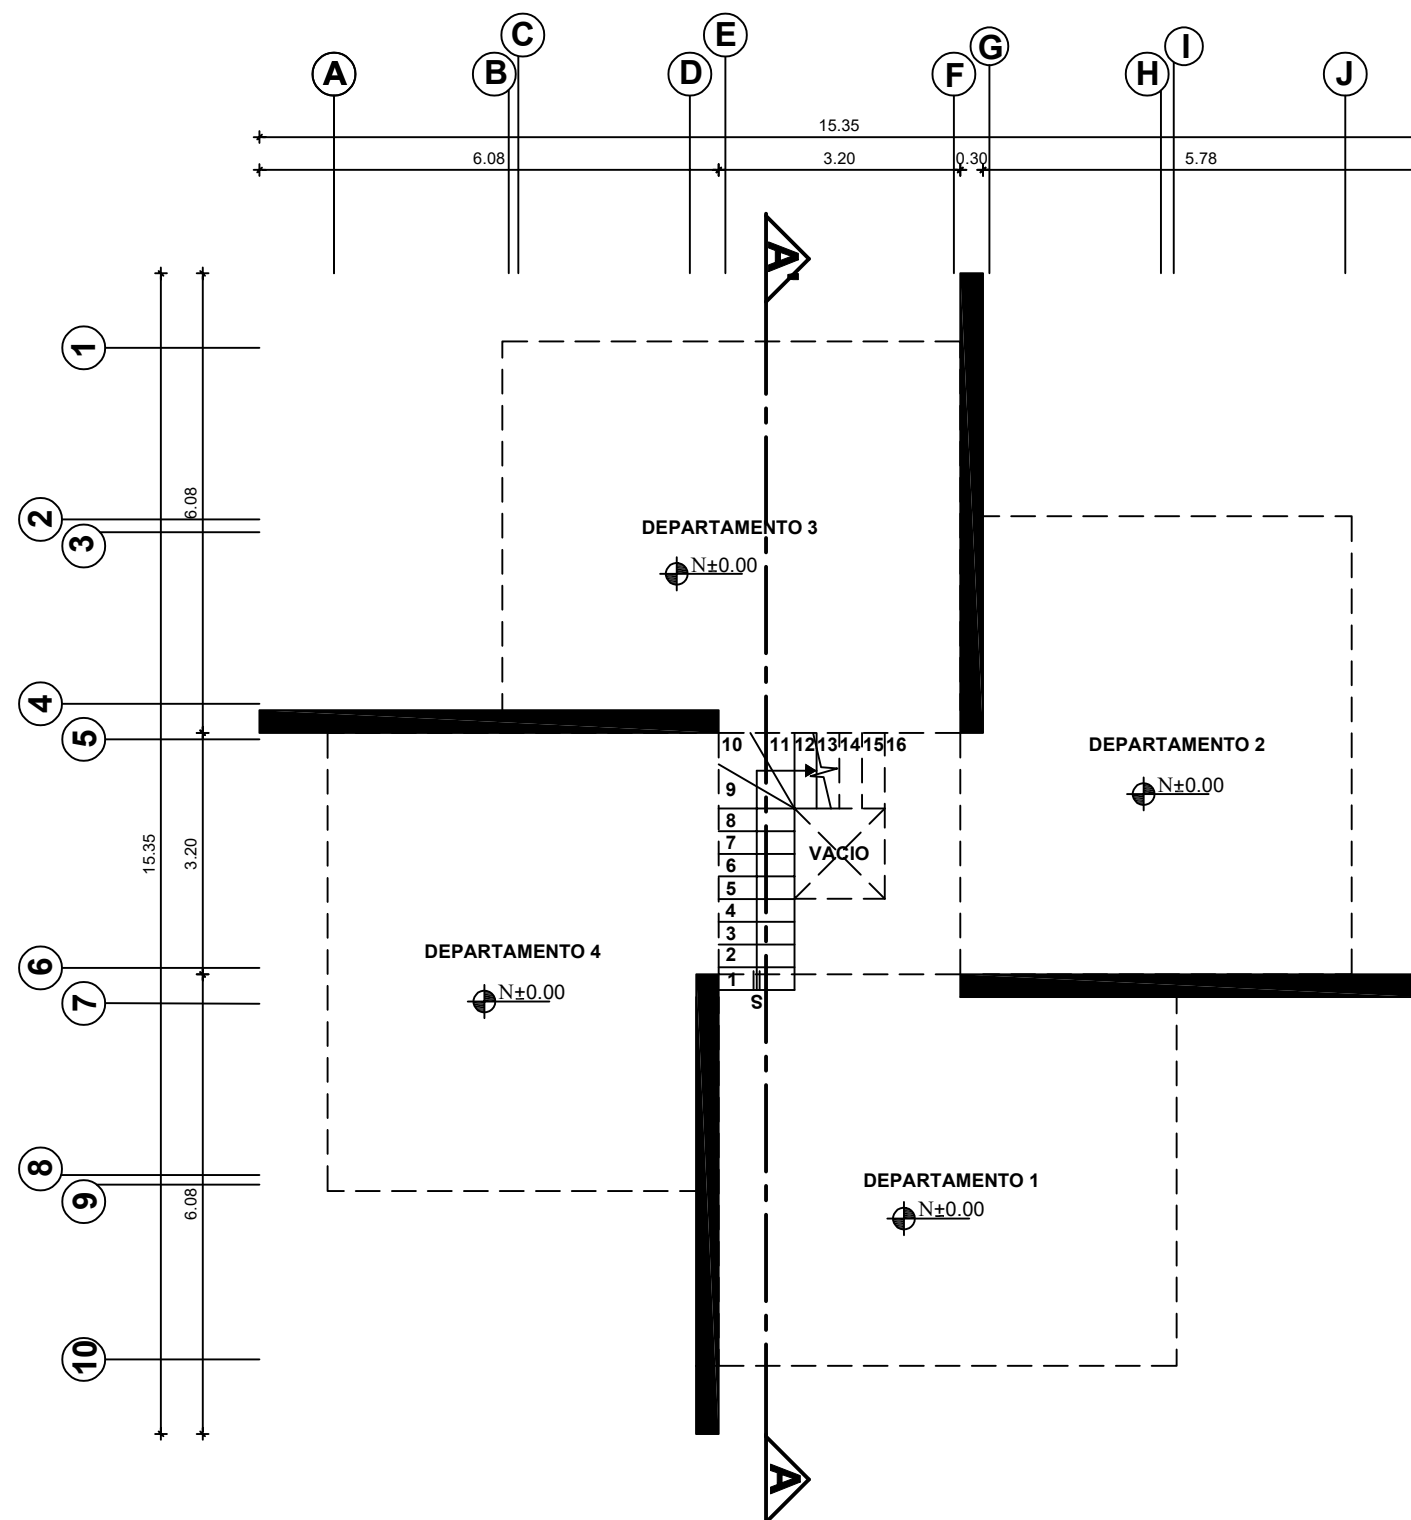 A
B
C
D
E
F
G
H
I
J
15.35
6.08
3.20
0.30
5.78
A'
1
2
3
4
5
6
7
8
9
10
15.35
6.08
3.20
6.08
DEPARTAMENTO 3
N±0.00
DEPARTAMENTO 2
N±0.00
10 11 12 13 14 15 16
9
8
7
6
5
4
3
2
1
S
VACIO
DEPARTAMENTO 4
N±0.00
DEPARTAMENTO 1
N±0.00
A